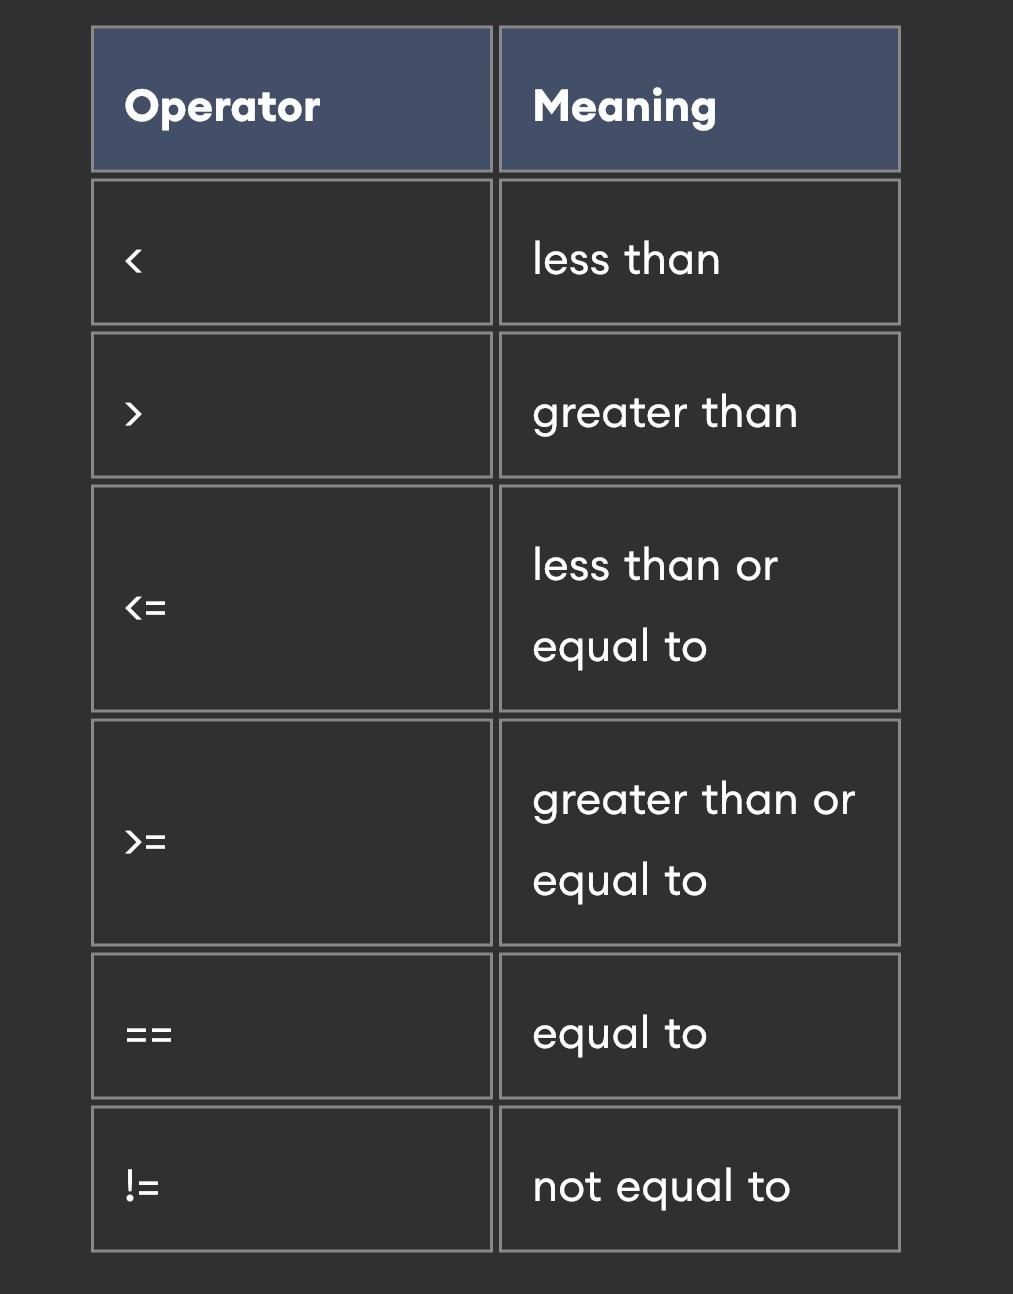 Operator Meaning
< less than
> greater than
<= less than or
equal to
>= greater than or
equal to
== equal to
!= not equal to